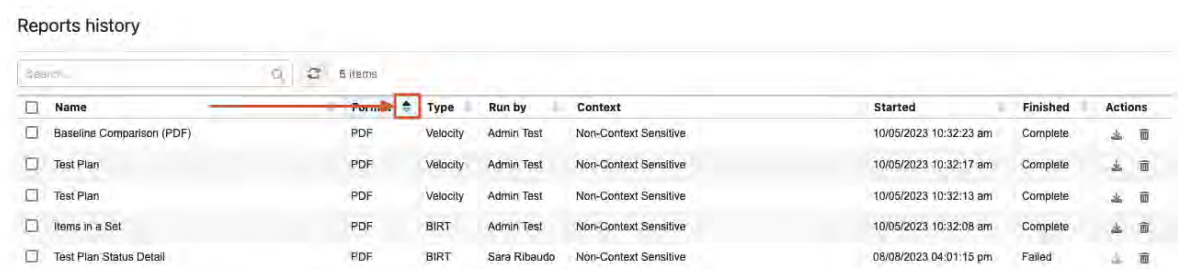 Reports history
Search...
5 items
Name Format Type Run by Context Started Finished Actions
Baseline Comparison (PDF) PDF Velocity Admin Test Non-Context Sensitive 10/05/2023 10:32:23 am Complete
Test Plan PDF Velocity Admin Test Non-Context Sensitive 10/05/2023 10:32:17 am Complete
Test Plan PDF Velocity Admin Test Non-Context Sensitive 10/05/2023 10:32:13 am Complete
Items in a Set PDF BIRT Admin Test Non-Context Sensitive 10/05/2023 10:32:08 am Complete
Test Plan Status Detail PDF BIRT Sara Ribaudo Non-Context Sensitive 08/08/2023 04:01:15 pm Failed